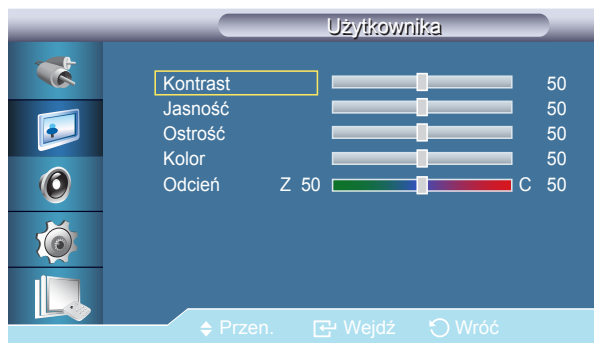 Użytkownika
Kontrast 50
Jasność 50
Ostrość 50
Kolor 50
Odcień Z 50 C 50
Przen. Wejdź Wróć